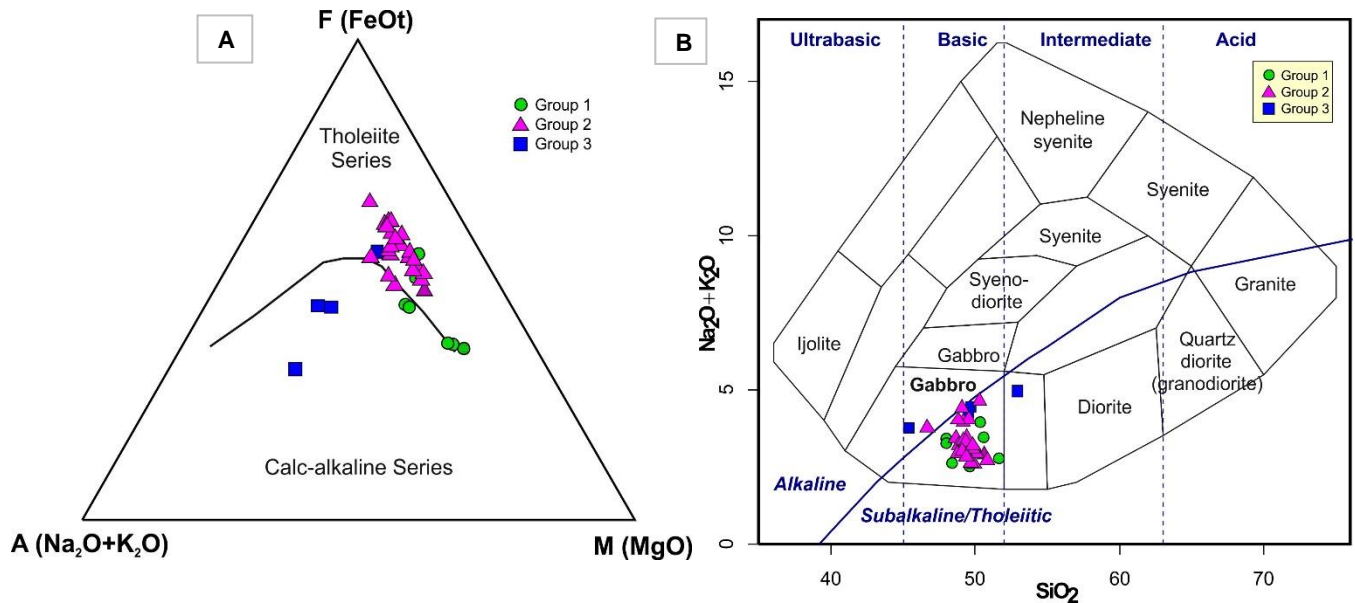 A
F (FeOt)
Group 1
Group 2
Group 3
Tholeiite
Series
Calc-alkaline Series
A (Na₂O+K₂O)
M (MgO)
B
Ultrabasic
Basic
Intermediate
Acid
Group 1
Group 2
Group 3
Nepheline
syenite
Syenite
Syenite
Syeno-
diorite
Granite
Ijolite
Gabbro
Gabbro
Diorite
Quartz
diorite
(granodiorite)
Alkaline
Subalkaline/Tholeiitic
Na₂O+K₂O
15
10
5
0
40
50
60
70
SiO₂